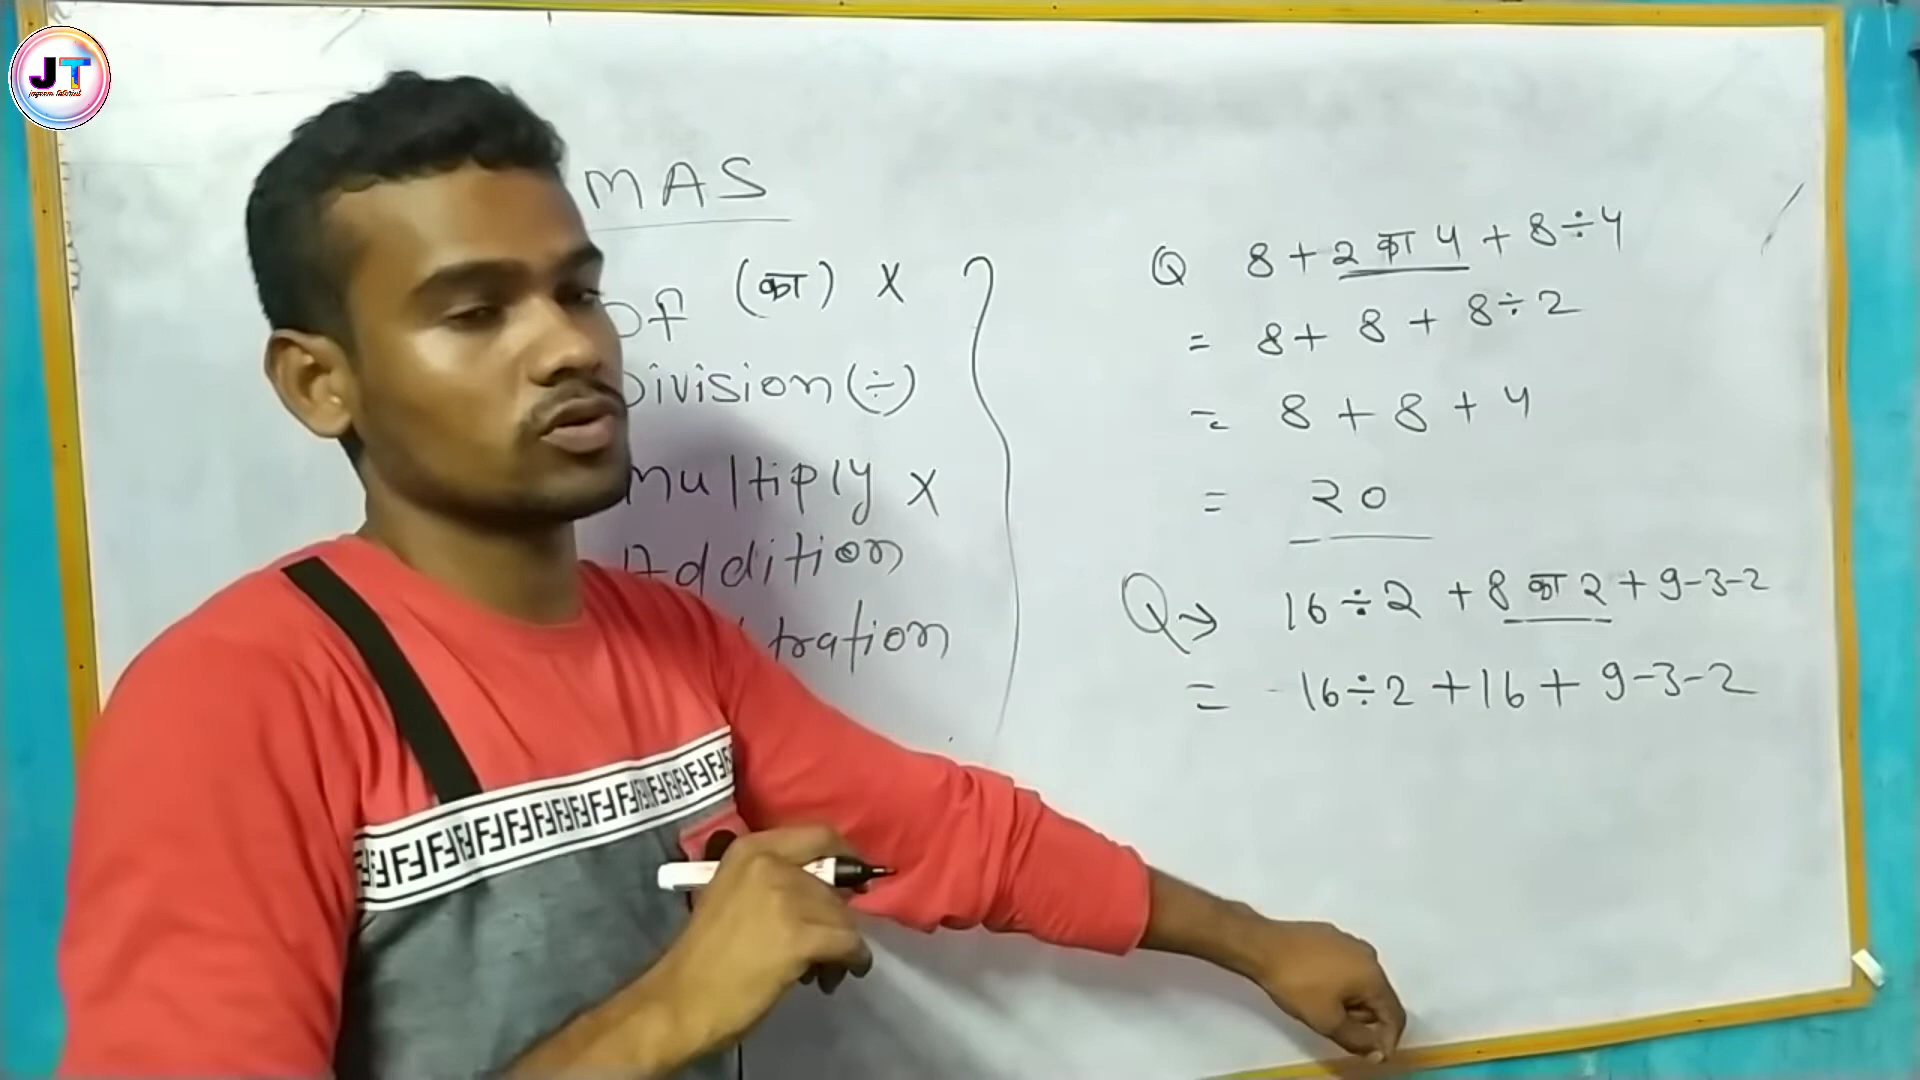 JT
MAS
Of (का) x
Division (÷)
multiply x
Addition
tration
Q 8 + 2 का 4 + 8 ÷ 4
= 8 + 8 + 8 ÷ 2
= 8 + 8 + 4
= 20
Q→ 16 ÷ 2 + 8 का 2 + 9-3-2
= 16 ÷ 2 + 16 + 9-3-2